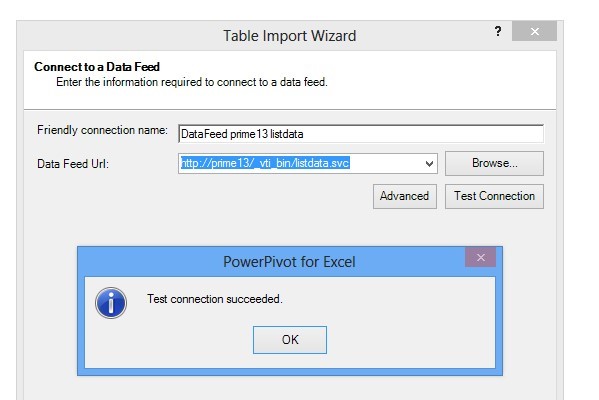 Table Import Wizard
?
Connect to a Data Feed
Enter the information required to connect to a data feed.
Friendly connection name: DataFeed prime13 listdata
Data Feed Url: http://prime13/_vti_bin/listdata.svc Browse...
Advanced Test Connection
PowerPivot for Excel
Test connection succeeded.
OK